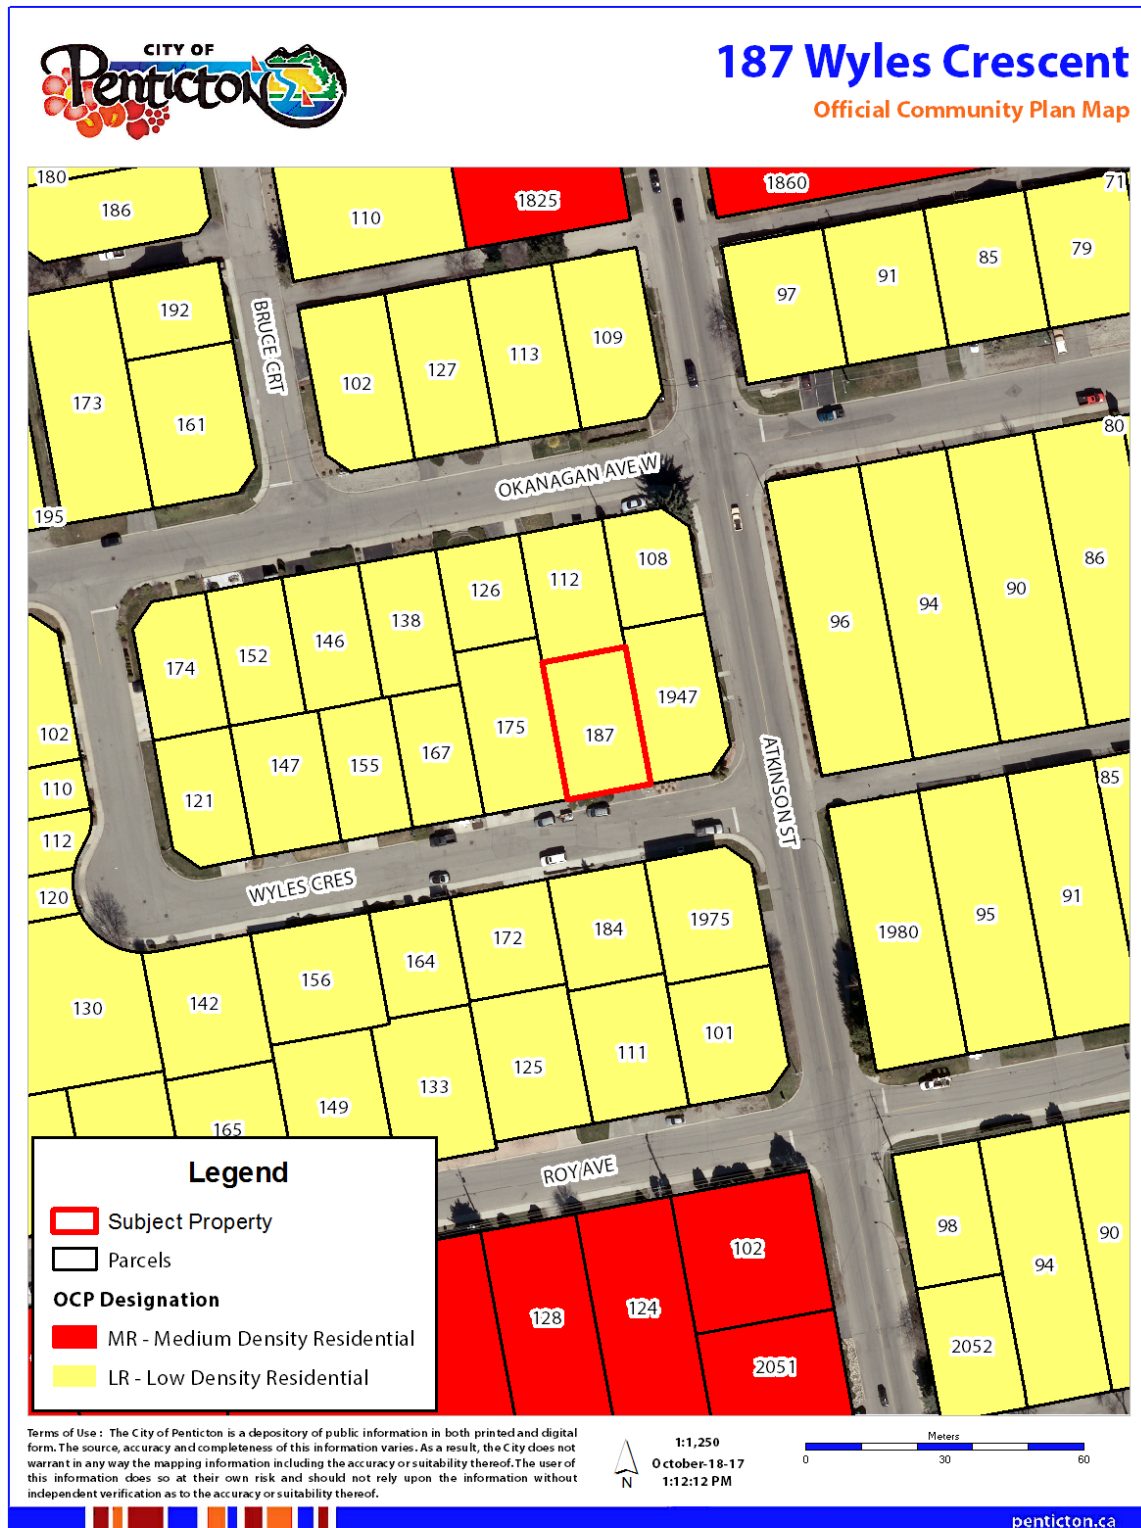 CITY OF
Penticton
187 Wyles Crescent
Official Community Plan Map
180
186
110
1825
1860
71
97
91
85
79
192
173
161
BRUCE CRT
102
127
113
109
80
195
OKANAGAN AVE W
96
94
90
86
174
152
146
138
126
112
108
102
110
112
120
121
147
155
167
175
187
1947
ATKINSON ST
85
WYLES CRES
130
142
156
164
172
184
1975
1980
95
91
165
149
133
125
111
101
ROY AVE
128
124
102
2051
98
94
90
2052
Legend
Subject Property
Parcels
OCP Designation
MR - Medium Density Residential
LR - Low Density Residential
Terms of Use : The City of Penticton is a depository of public information in both printed and digital
form. The source, accuracy and completeness of this information varies. As a result, the City does not
warrant in any way the mapping information including the accuracy or suitability thereof. The user of
this information does so at their own risk and should not rely upon the information without
independent verification as to the accuracy or suitability thereof.
N
1:1,250
October-18-17
1:12:12 PM
Meters
0 30 60
penticton.ca